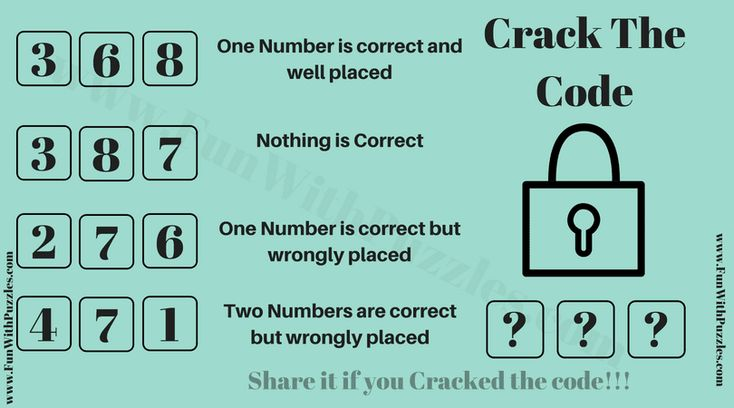 Crack The
Code
3 6 8
One Number is correct and
well placed
3 8 7
Nothing is Correct
2 7 6
One Number is correct but
wrongly placed
4 7 1
Two Numbers are correct
but wrongly placed
? ? ?
Share it if you Cracked the code!!!
www.FunWithPuzzles.com
www.FunWithPuzzles.com
www.FunWithPuzzles.com